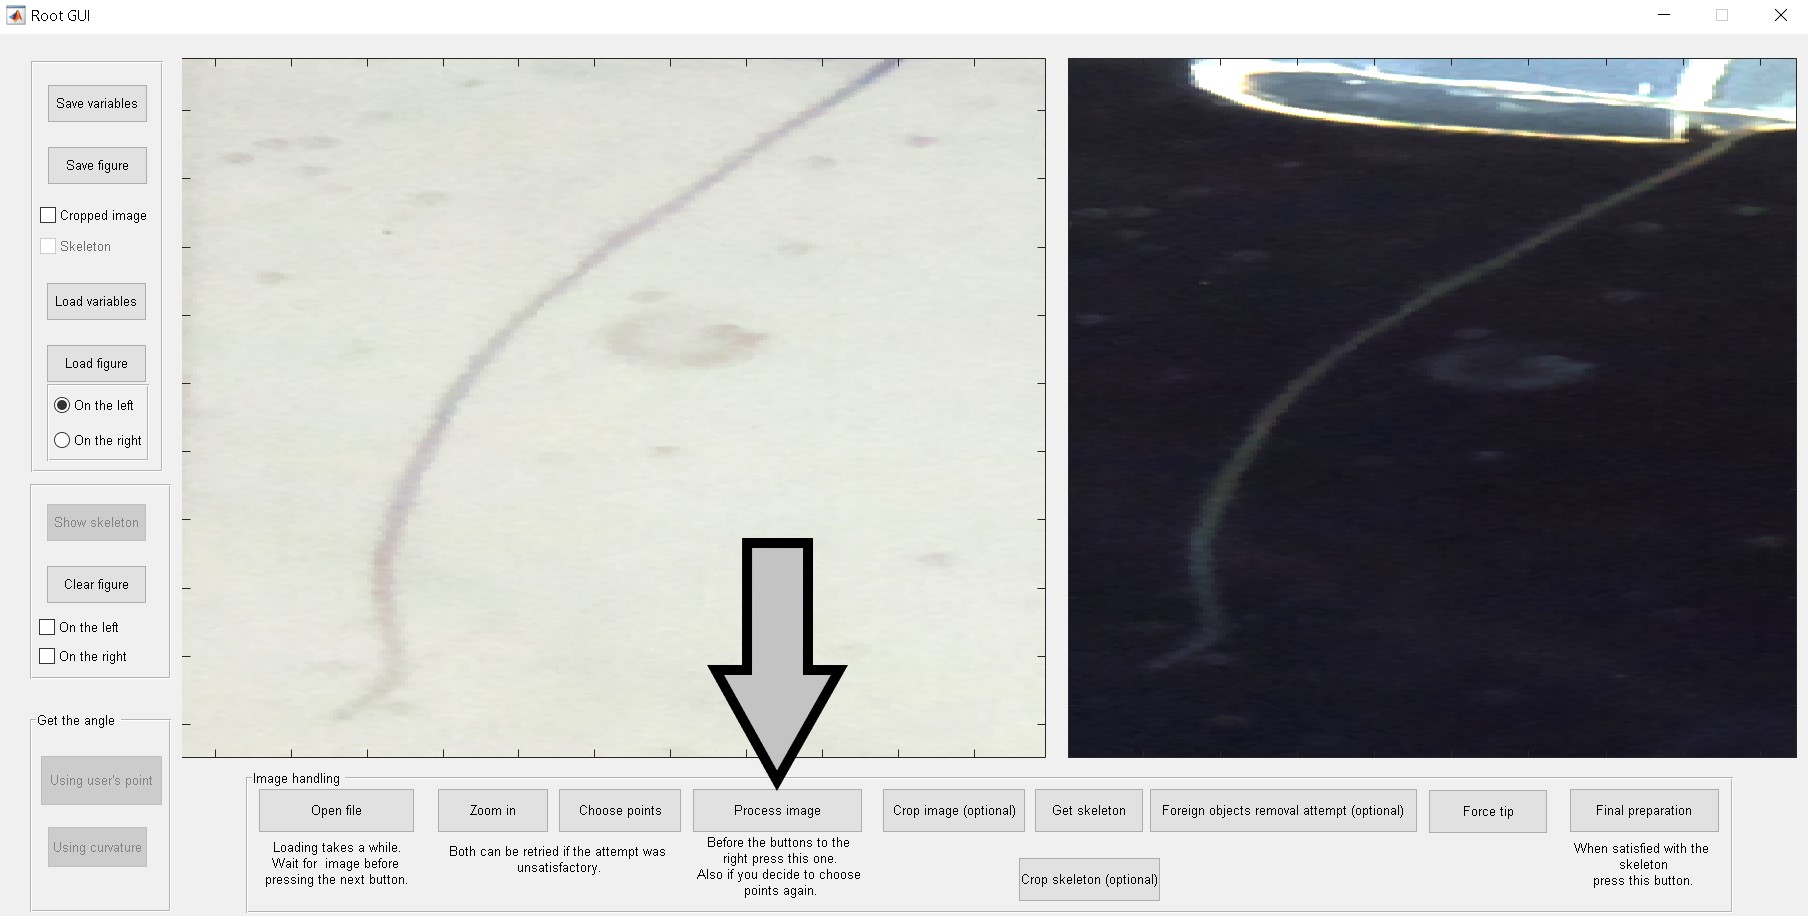 Root GUI
Save variables
Save figure
Cropped image
Skeleton
Load variables
Load figure
On the left
On the right
Show skeleton
Clear figure
On the left
On the right
Get the angle
Using user's point
Using curvature
Image handling
Open file
Loading takes a while.
Wait for image before
pressing the next button.
Zoom in
Choose points
Both can be retried if the attempt was
unsatisfactory.
Process image
Before the buttons to the
right press this one.
Also if you decide to choose
points again.
Crop image (optional)
Get skeleton
Foreign objects removal attempt (optional)
Crop skeleton (optional)
Force tip
Final preparation
When satisfied with the
skeleton
press this button.